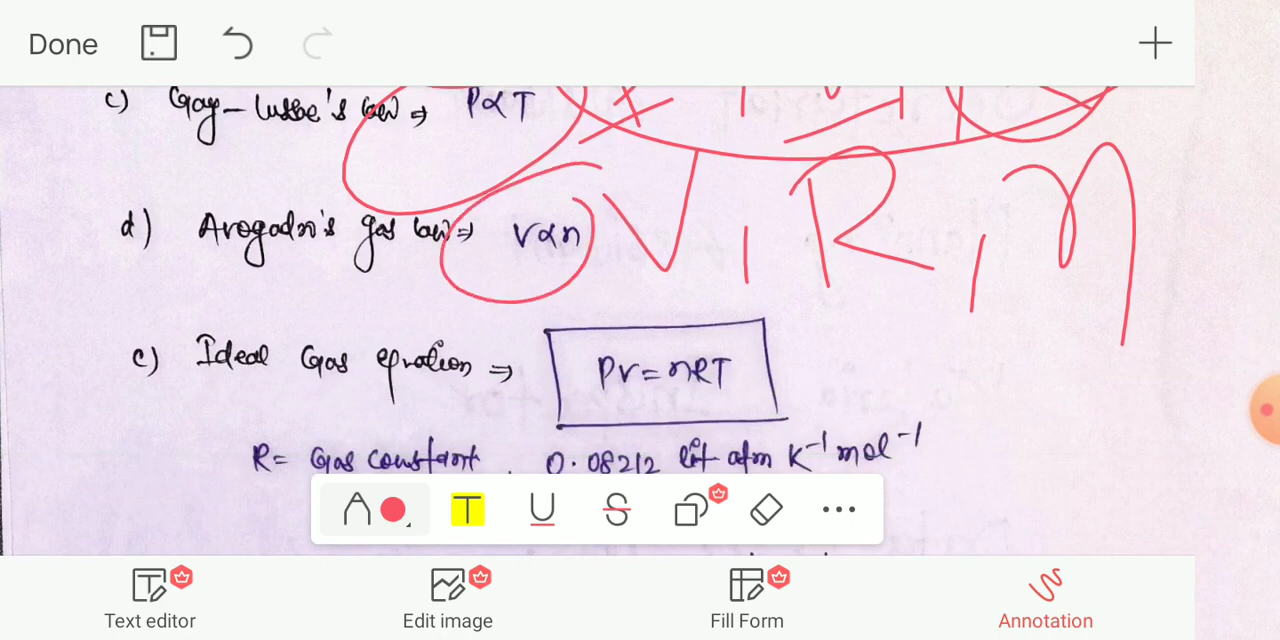 Done
c) Gay-lussac's law ⇒ P∝T
d) Avogadro's gas law ⇒ V∝n
V, R, n
e) Ideal Gas equation ⇒ PV=nRT
R= Gas constant, 0.08212 lit atm K⁻¹ mol⁻¹
T U S
Text editor Edit image Fill Form Annotation